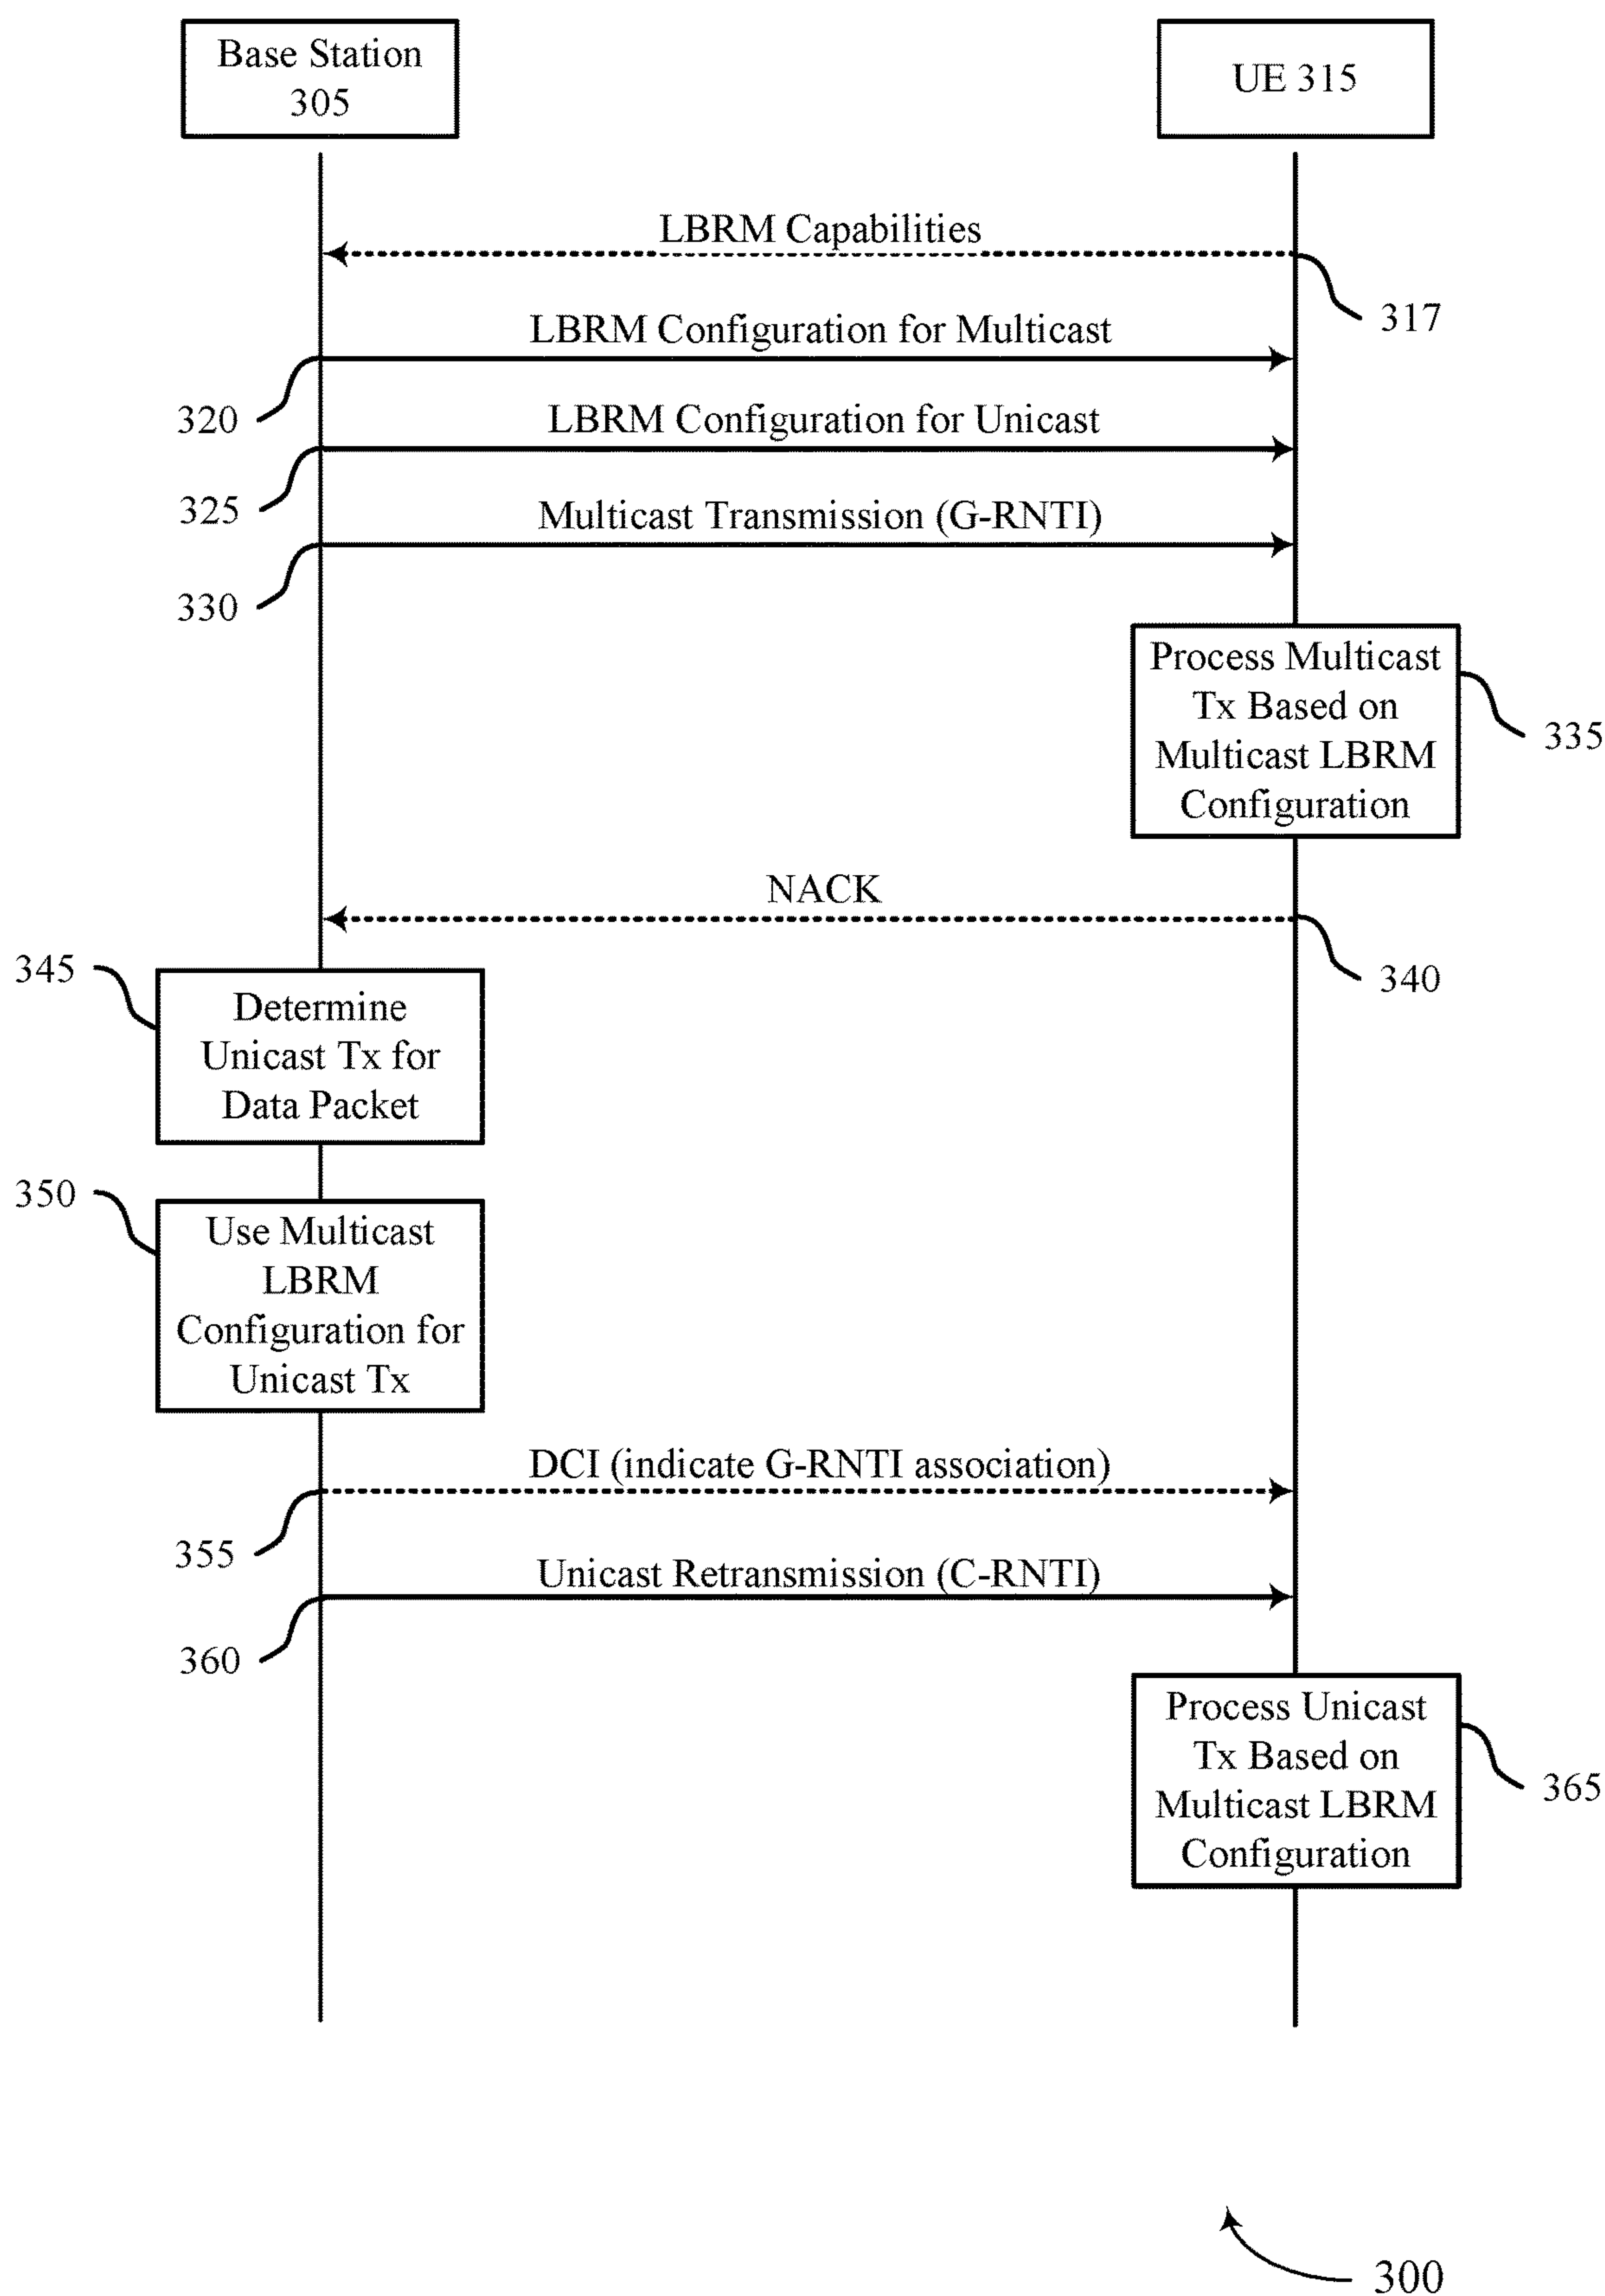 Base Station
305
UE 315
LBRM Capabilities
317
LBRM Configuration for Multicast
320
LBRM Configuration for Unicast
325
Multicast Transmission (G-RNTI)
330
Process Multicast
Tx Based on
Multicast LBRM
Configuration
335
NACK
340
345
Determine
Unicast Tx for
Data Packet
350
Use Multicast
LBRM
Configuration for
Unicast Tx
DCI (indicate G-RNTI association)
355
Unicast Retransmission (C-RNTI)
360
Process Unicast
Tx Based on
Multicast LBRM
Configuration
365
300